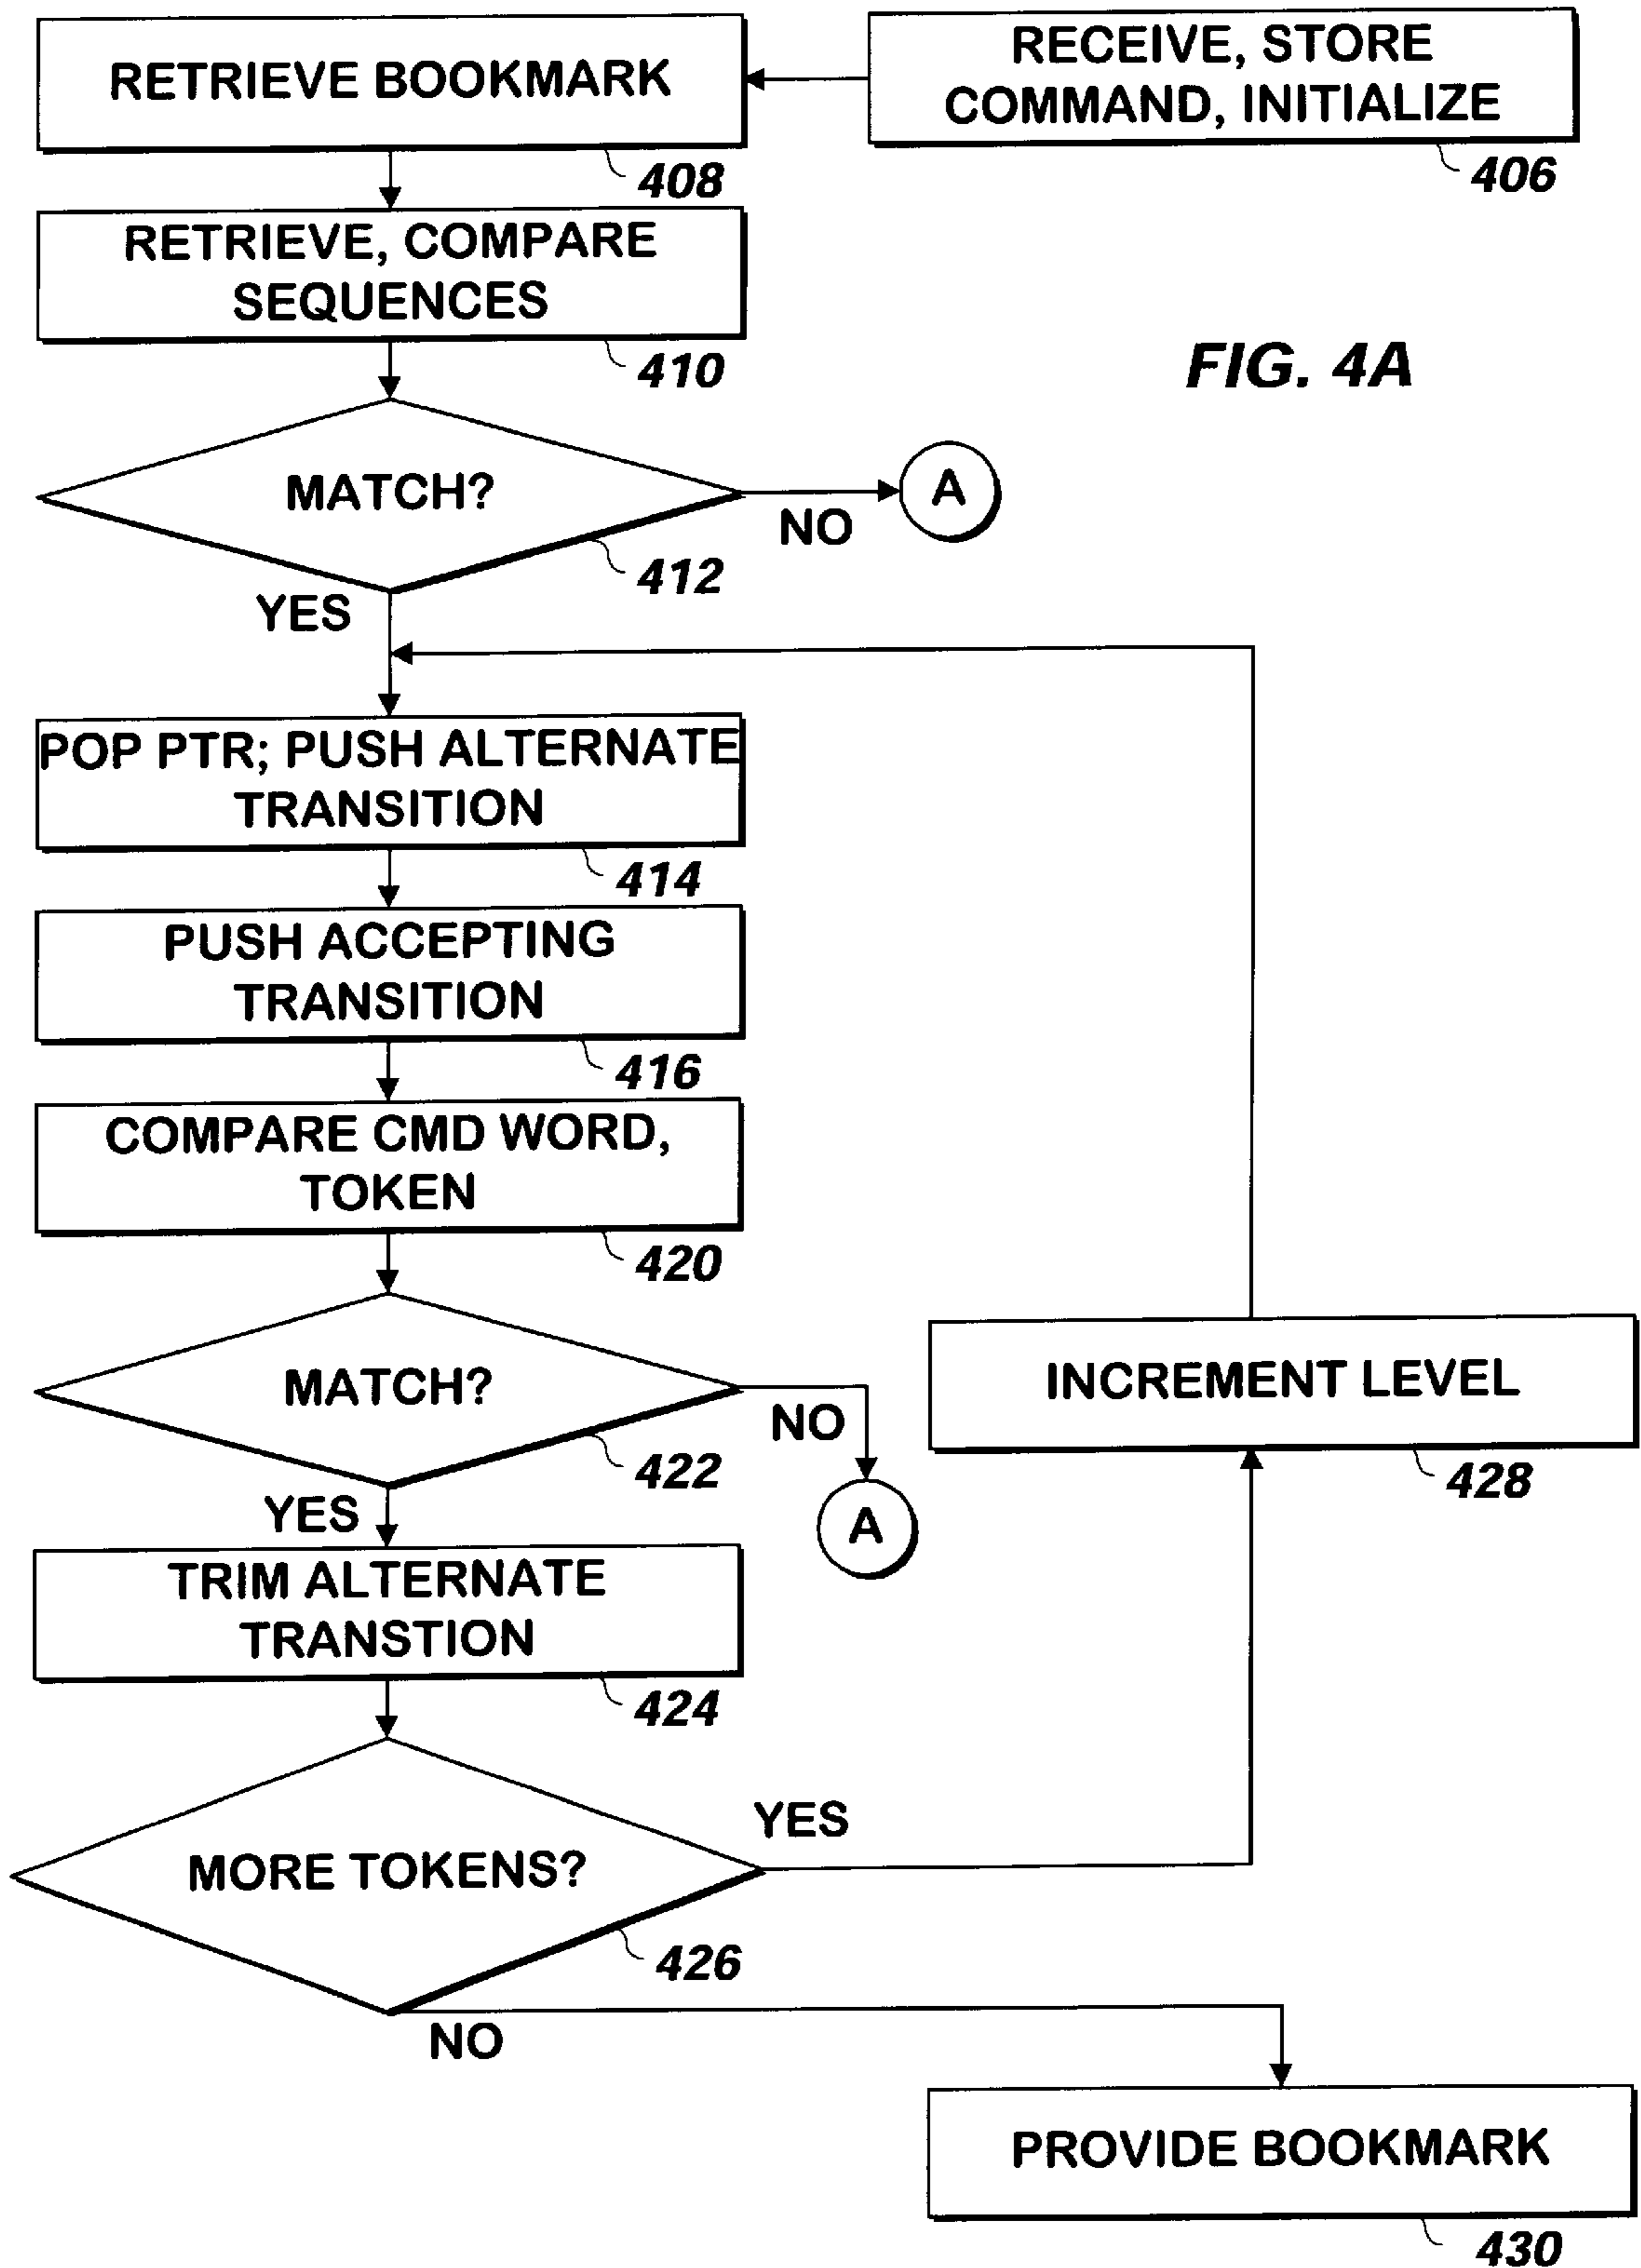 RETRIEVE BOOKMARK
408
RECEIVE, STORE
COMMAND, INITIALIZE
406
RETRIEVE, COMPARE
SEQUENCES
410
FIG. 4A
MATCH?
NO
A
412
YES
POP PTR; PUSH ALTERNATE
TRANSITION
414
PUSH ACCEPTING
TRANSITION
416
COMPARE CMD WORD,
TOKEN
420
MATCH?
NO
A
422
YES
INCREMENT LEVEL
428
TRIM ALTERNATE
TRANSTION
424
MORE TOKENS?
YES
426
NO
PROVIDE BOOKMARK
430